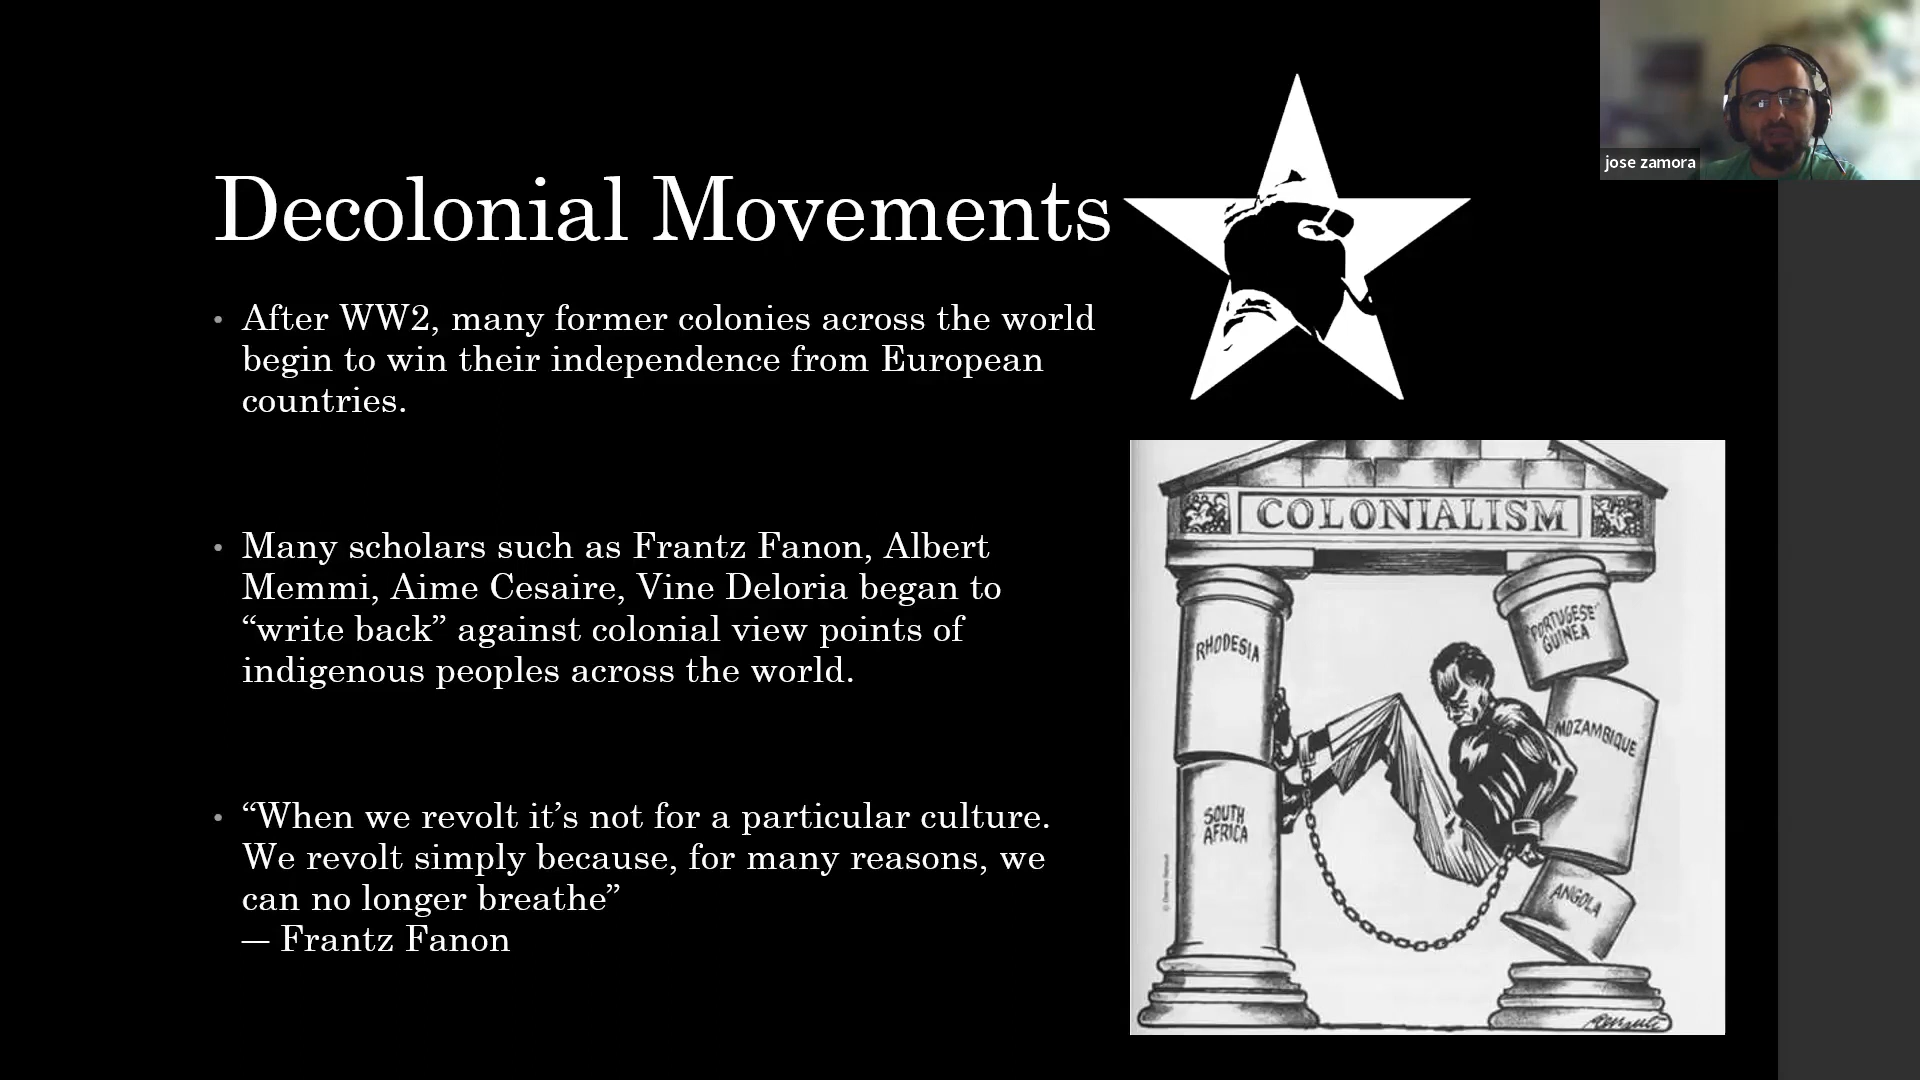 jose zamora
Decolonial Movements
• After WW2, many former colonies across the world
begin to win their independence from European
countries.
• Many scholars such as Frantz Fanon, Albert
Memmi, Aime Cesaire, Vine Deloria began to
“write back” against colonial view points of
indigenous peoples across the world.
• “When we revolt it’s not for a particular culture.
We revolt simply because, for many reasons, we
can no longer breathe”
— Frantz Fanon
COLONIALISM
RHODESIA
SOUTH
AFRICA
"PORTUGESE"
GUINEA
MOZAMBIQUE
ANGOLA